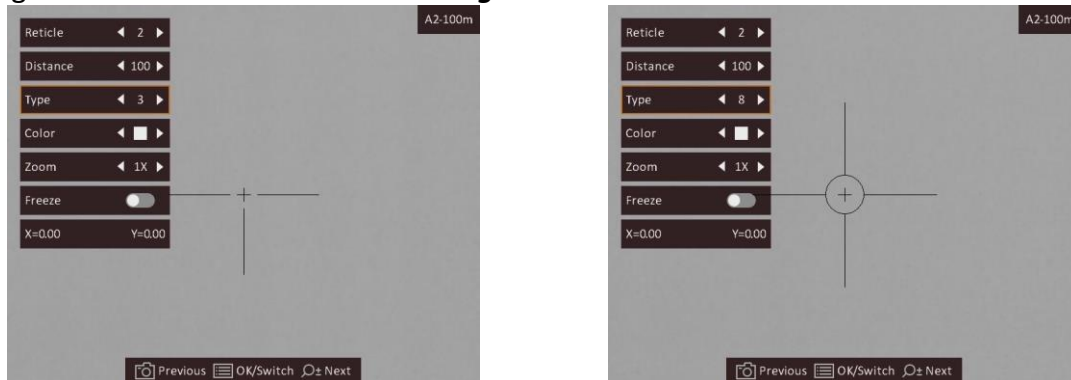 A2-100m
Reticle 2
Distance 100
Type 3
Color
Zoom 1X
Freeze
X=0.00 Y=0.00
Previous OK/Switch Next
A2-100m
Reticle 2
Distance 100
Type 8
Color
Zoom 1X
Freeze
X=0.00 Y=0.00
Previous OK/Switch Next